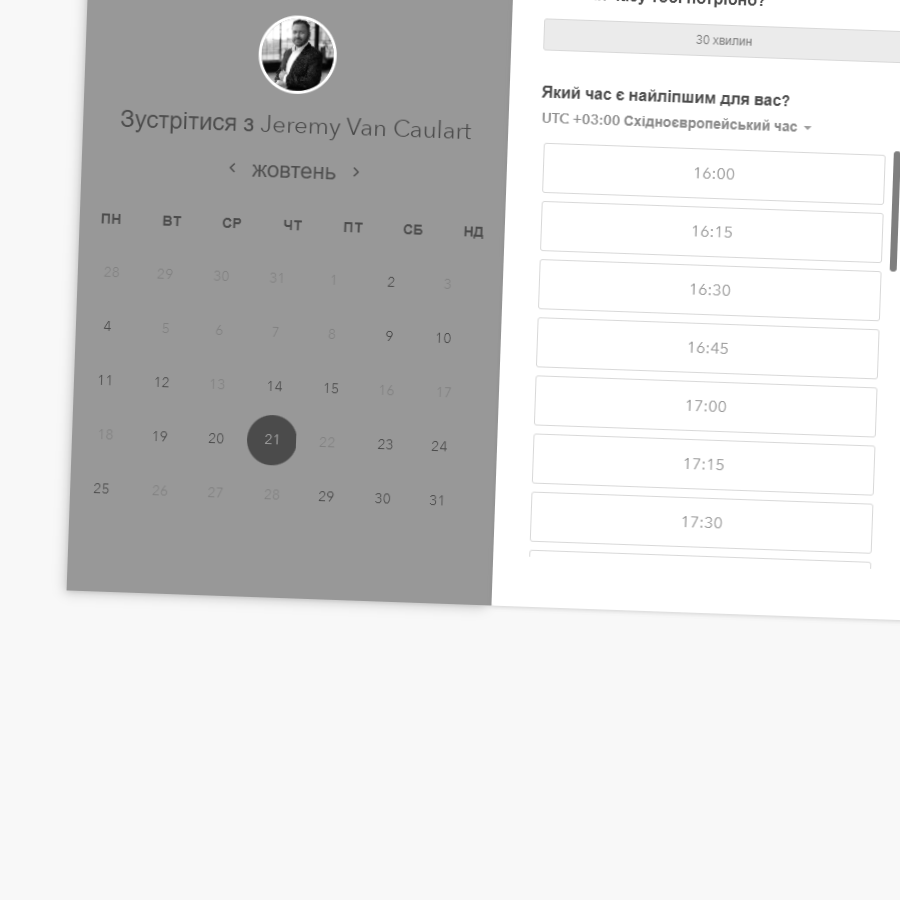 Зустрітися з Jeremy Van Caulart
жовтень
ПН ВТ СР ЧТ ПТ СБ НД
28 29 30 31 1 2 3
4 5 6 7 8 9 10
11 12 13 14 15 16 17
18 19 20 21 22 23 24
25 26 27 28 29 30 31
потрібно?
30 хвилин
Який час є найліпшим для вас?
UTC +03:00 Східноєвропейський час
16:00
16:15
16:30
16:45
17:00
17:15
17:30